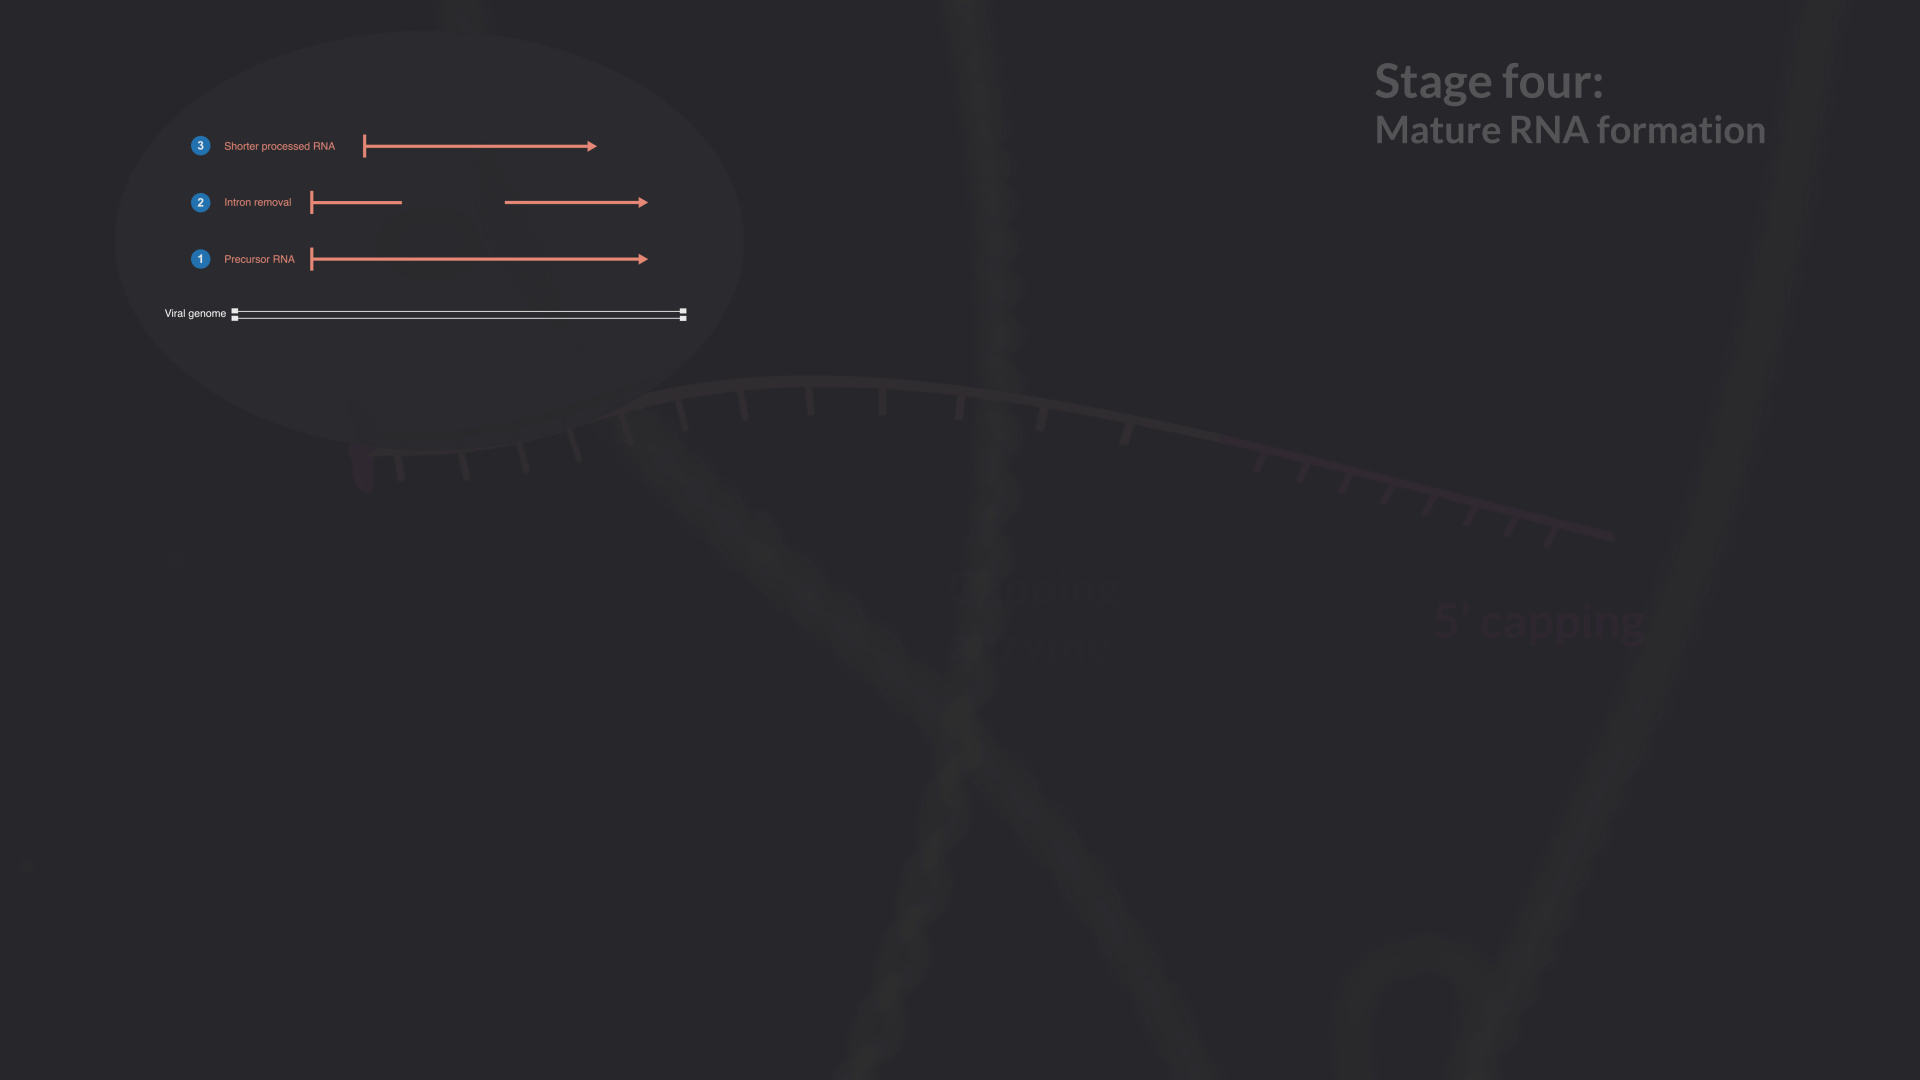 Stage four:
Mature RNA formation
3 Shorter processed RNA
2 Intron removal
1 Precursor RNA
Viral genome
5' capping